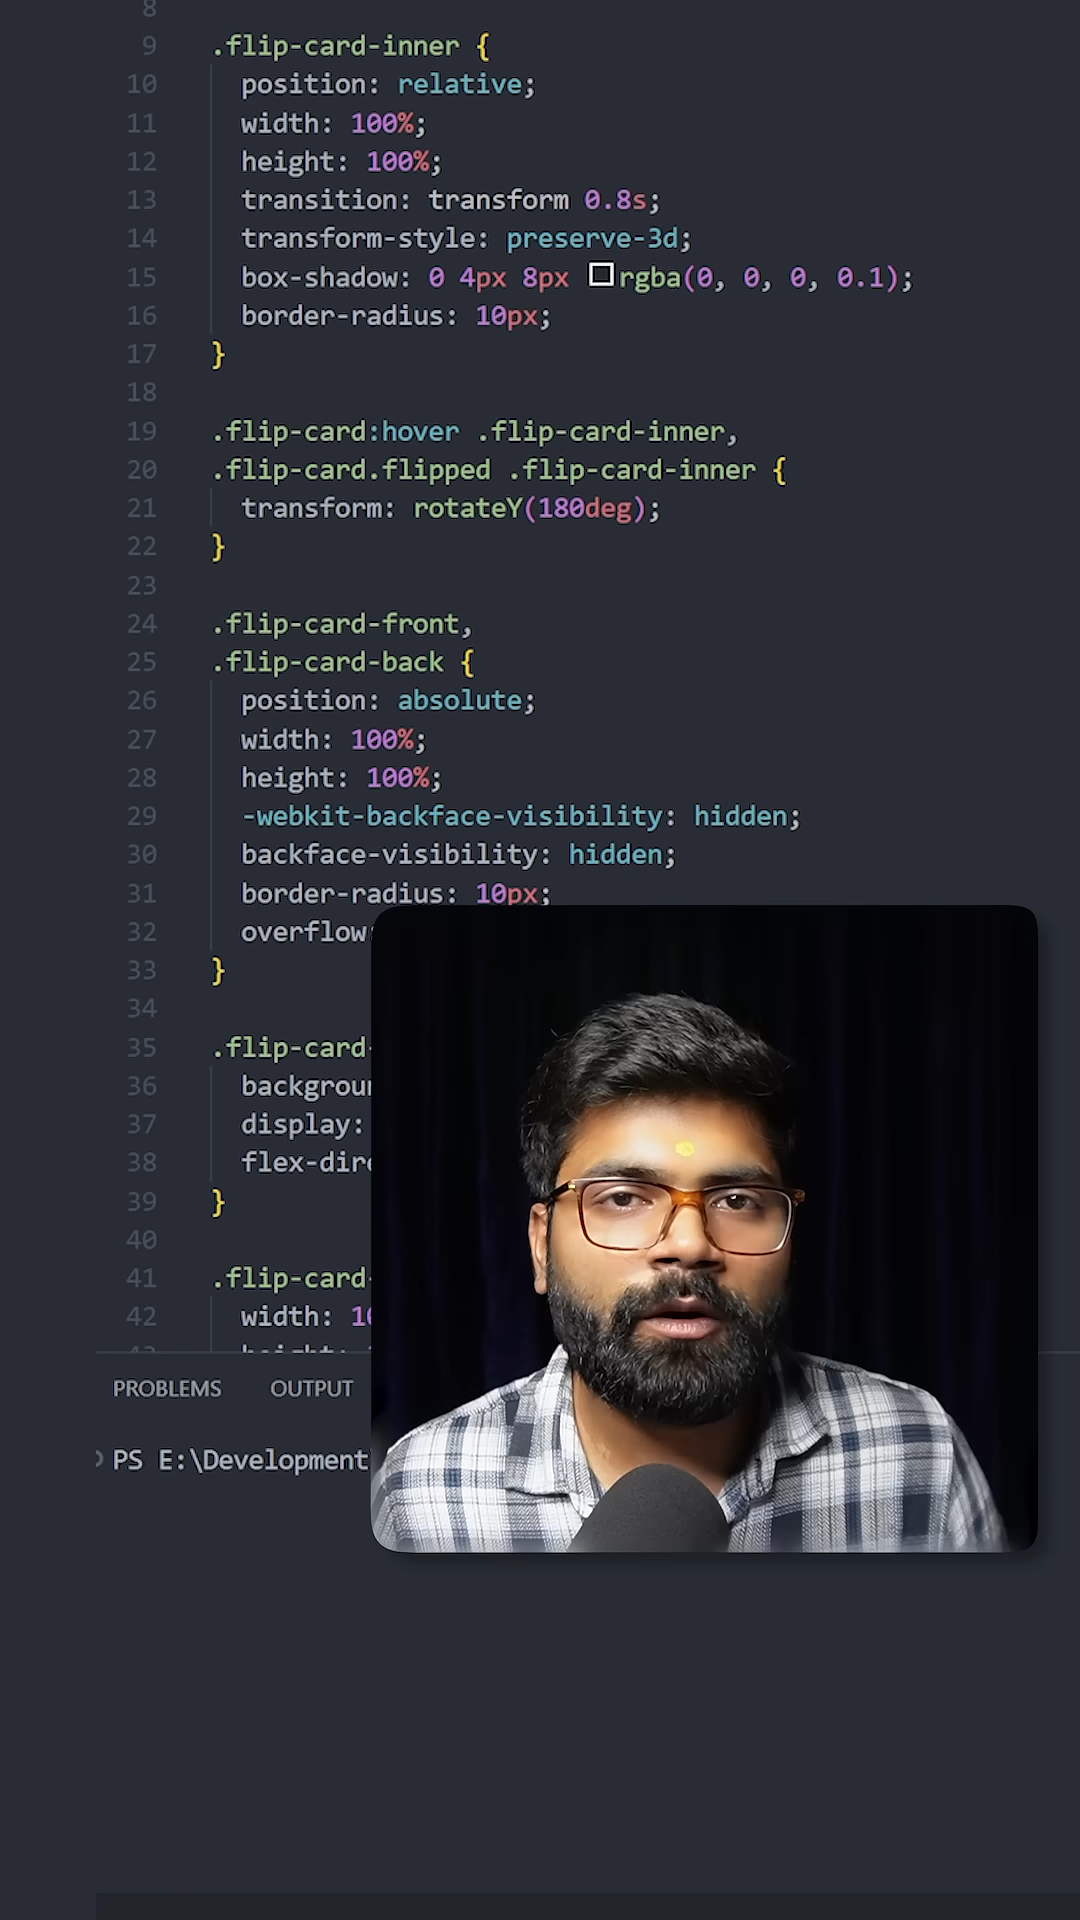 8
9 .flip-card-inner {
10 position: relative;
11 width: 100%;
12 height: 100%;
13 transition: transform 0.8s;
14 transform-style: preserve-3d;
15 box-shadow: 0 4px 8px rgba(0, 0, 0, 0.1);
16 border-radius: 10px;
17 }
18
19 .flip-card:hover .flip-card-inner,
20 .flip-card.flipped .flip-card-inner {
21 transform: rotateY(180deg);
22 }
23
24 .flip-card-front,
25 .flip-card-back {
26 position: absolute;
27 width: 100%;
28 height: 100%;
29 -webkit-backface-visibility: hidden;
30 backface-visibility: hidden;
31 border-radius: 10px;
32 overflow:
33 }
34
35 .flip-card-
36
37 display:
38
39 }
40
41 .flip-card-
42 width: 10
PROBLEMS OUTPUT
PS E:\Development